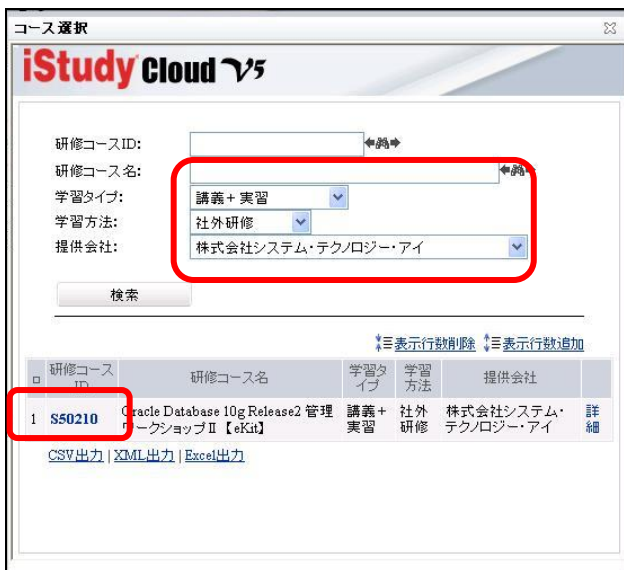 コース選択
iStudy Cloud V5
研修コースID:
研修コース名:
学習タイプ: 講義+実習
学習方法: 社外研修
提供会社: 株式会社システム・テクノロジー・アイ
検索
表示行数削除 表示行数追加
研修コースID 研修コース名 学習タイプ 学習方法 提供会社
1 S50210 Oracle Database 10g Release2 管理ワークショップⅡ【eKit】 講義+実習 社外研修 株式会社システム・テクノロジー・アイ 詳細
CSV出力 | XML出力 | Excel出力